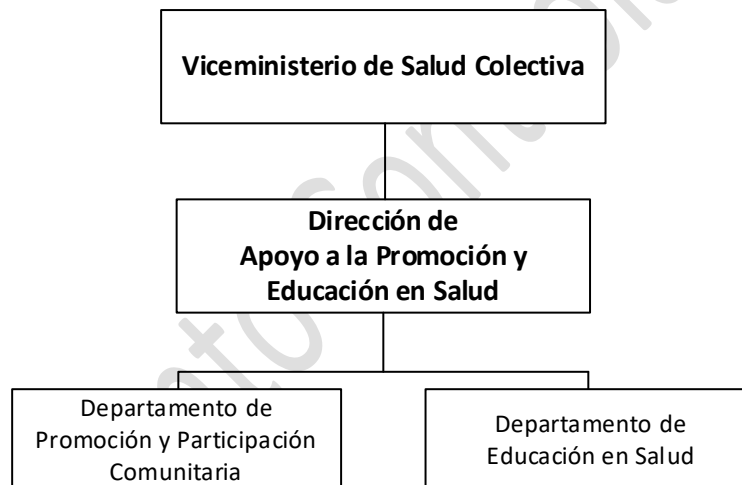 Viceministerio de Salud Colectiva
Dirección de
Apoyo a la Promoción y
Educación en Salud
Departamento de
Promoción y Participación
Comunitaria
Departamento de
Educación en Salud